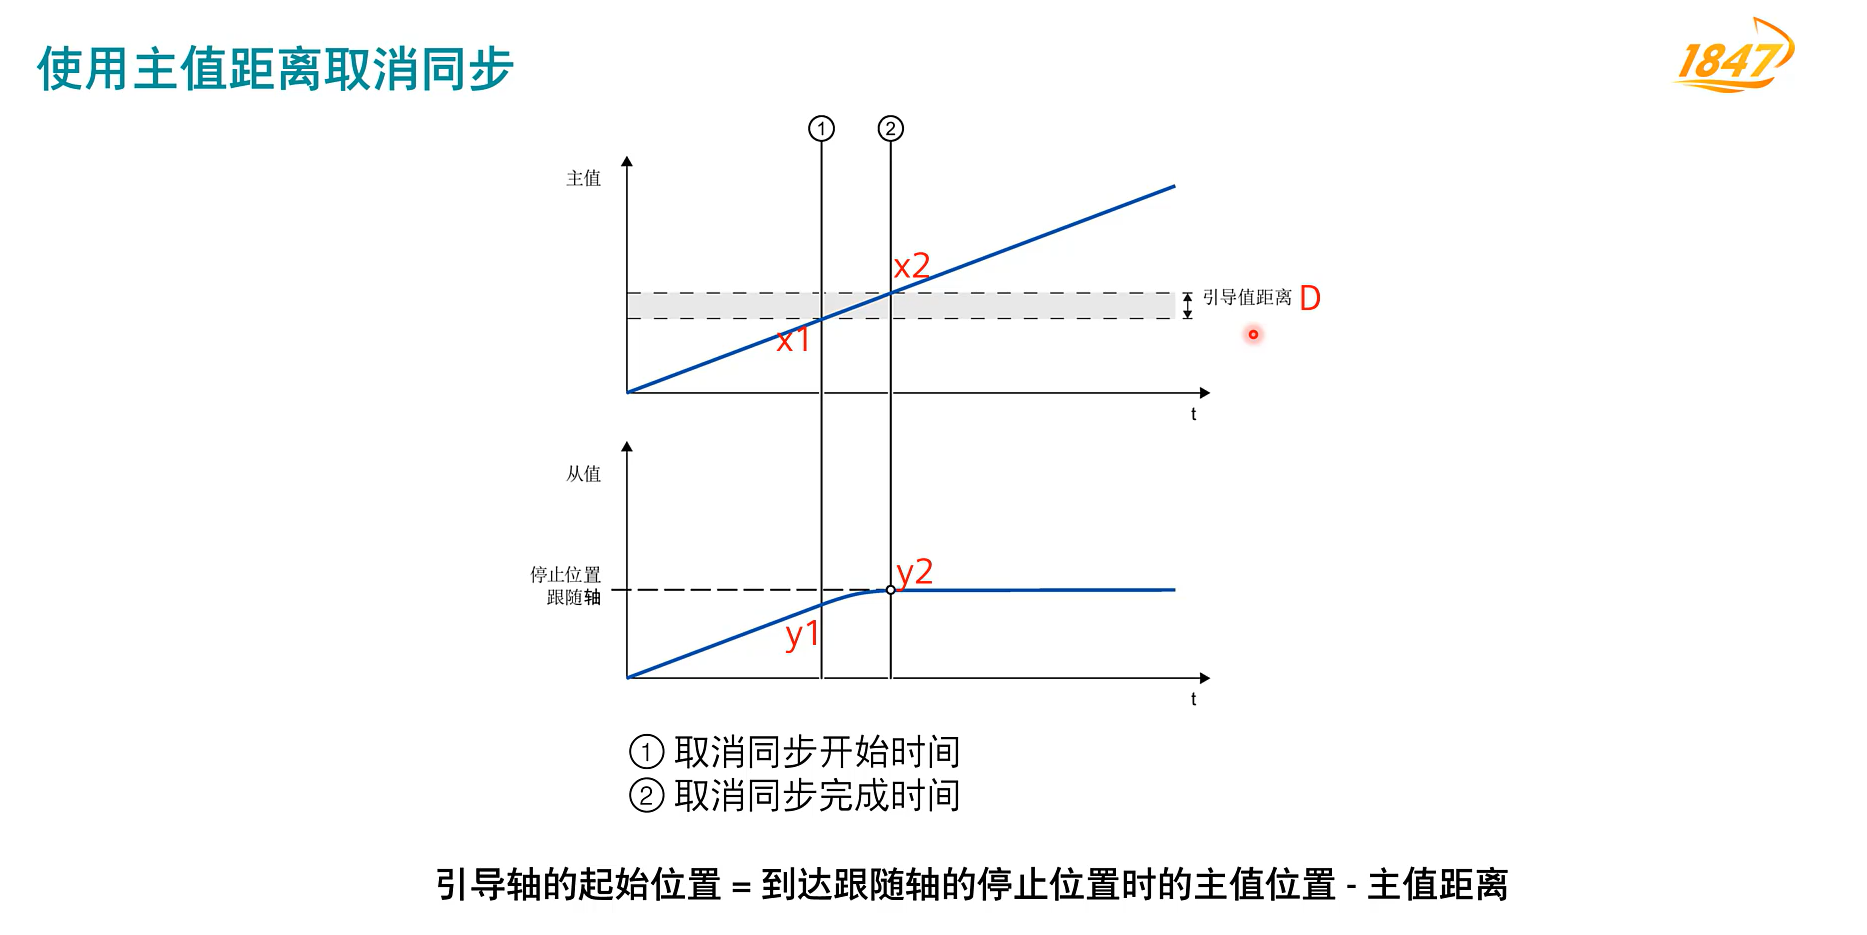 使用主值距离取消同步
1847
① ②
主值
x2
引导值距离 D
x1
t
从值
停止位置
跟随轴
y2
y1
t
① 取消同步开始时间
② 取消同步完成时间
引导轴的起始位置 = 到达跟随轴的停止位置时的主值位置 - 主值距离